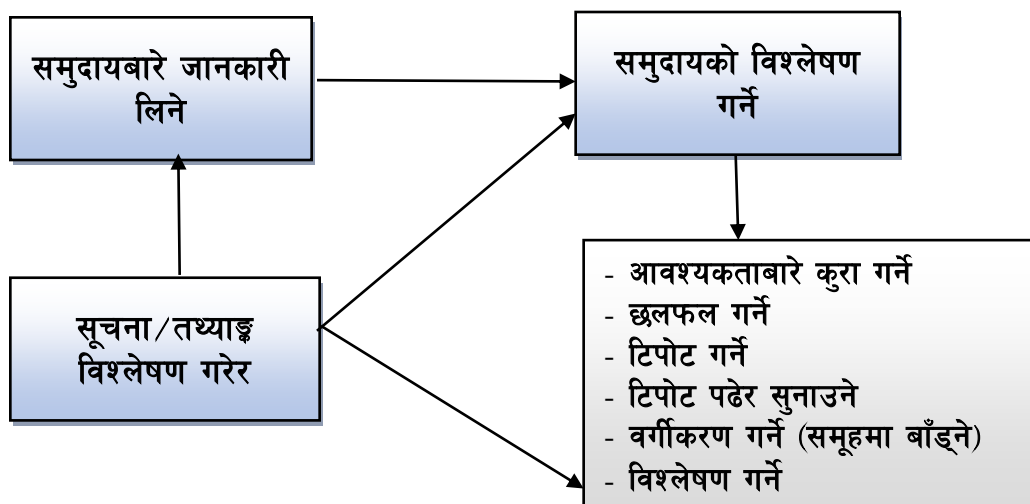 समुदायबारे जानकारी
लिने
समुदायको विश्लेषण
गर्ने
सूचना/तथ्याङ्क
विश्लेषण गरेर
- आवश्यकताबारे कुरा गर्ने
- छलफल गर्ने
- टिपोट गर्ने
- टिपोट पढेर सुनाउने
- वर्गीकरण गर्ने (समूहमा बाँड्ने)
- विश्लेषण गर्ने